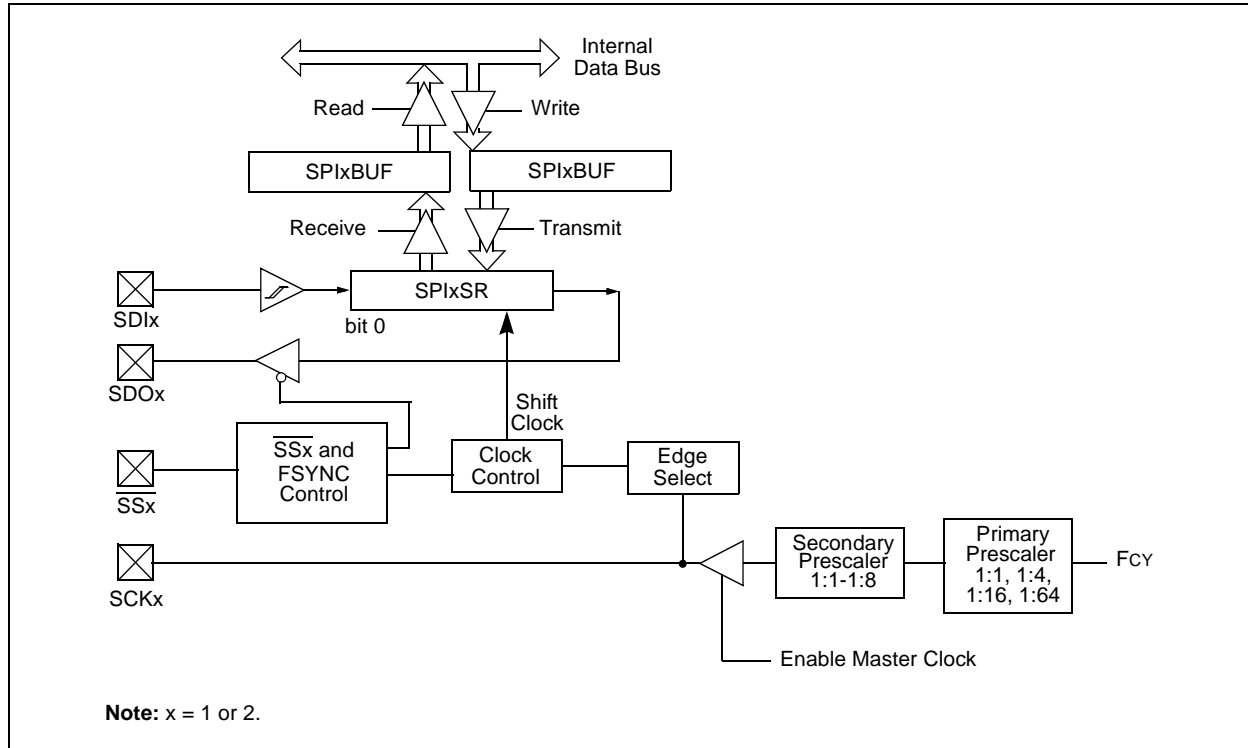 Internal
Data Bus
Read
Write
SPIxBUF
SPIxBUF
Receive
Transmit
SDIx
SPIxSR
bit 0
SDOx
Shift
Clock
SSx
SSx and
FSYNC
Control
Clock
Control
Edge
Select
SCKx
Secondary
Prescaler
1:1-1:8
Primary
Prescaler
1:1, 1:4,
1:16, 1:64
FCY
Enable Master Clock
Note: x = 1 or 2.